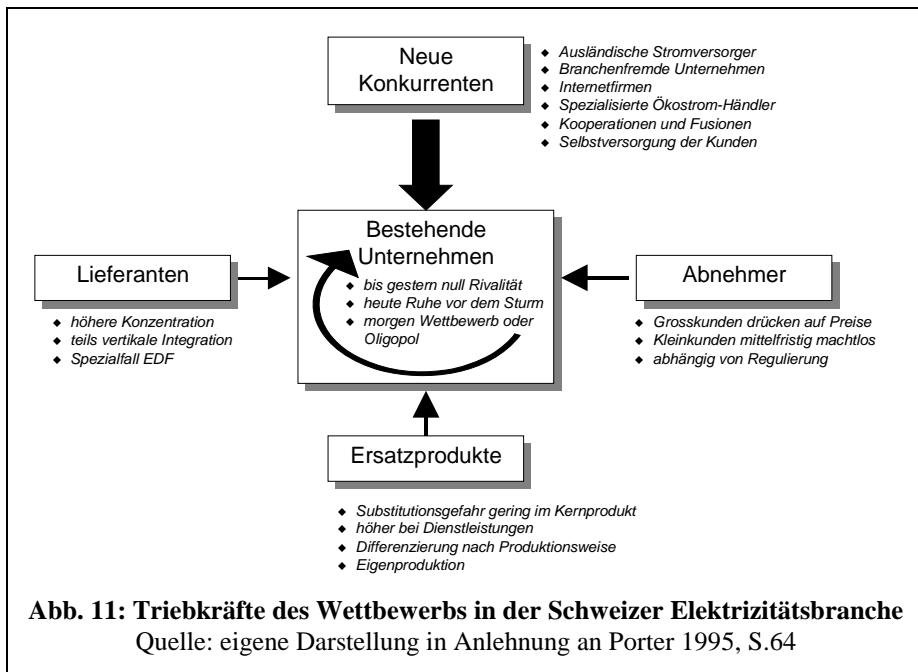 Neue
Konkurrenten
◆ Ausländische Stromversorger
◆ Branchenfremde Unternehmen
◆ Internetfirmen
◆ Spezialisierte Ökostrom-Händler
◆ Kooperationen und Fusionen
◆ Selbstversorgung der Kunden
Lieferanten
◆ höhere Konzentration
◆ teils vertikale Integration
◆ Spezialfall EDF
Bestehende
Unternehmen
◆ bis gestern null Rivalität
◆ heute Ruhe vor dem Sturm
◆ morgen Wettbewerb oder
Oligopol
Abnehmer
◆ Grosskunden drücken auf Preise
◆ Kleinkunden mittelfristig machtlos
◆ abhängig von Regulierung
Ersatzprodukte
◆ Substitutionsgefahr gering im Kernprodukt
◆ höher bei Dienstleistungen
◆ Differenzierung nach Produktionsweise
◆ Eigenproduktion
Abb. 11: Triebkräfte des Wettbewerbs in der Schweizer Elektrizitätsbranche
Quelle: eigene Darstellung in Anlehnung an Porter 1995, S.64